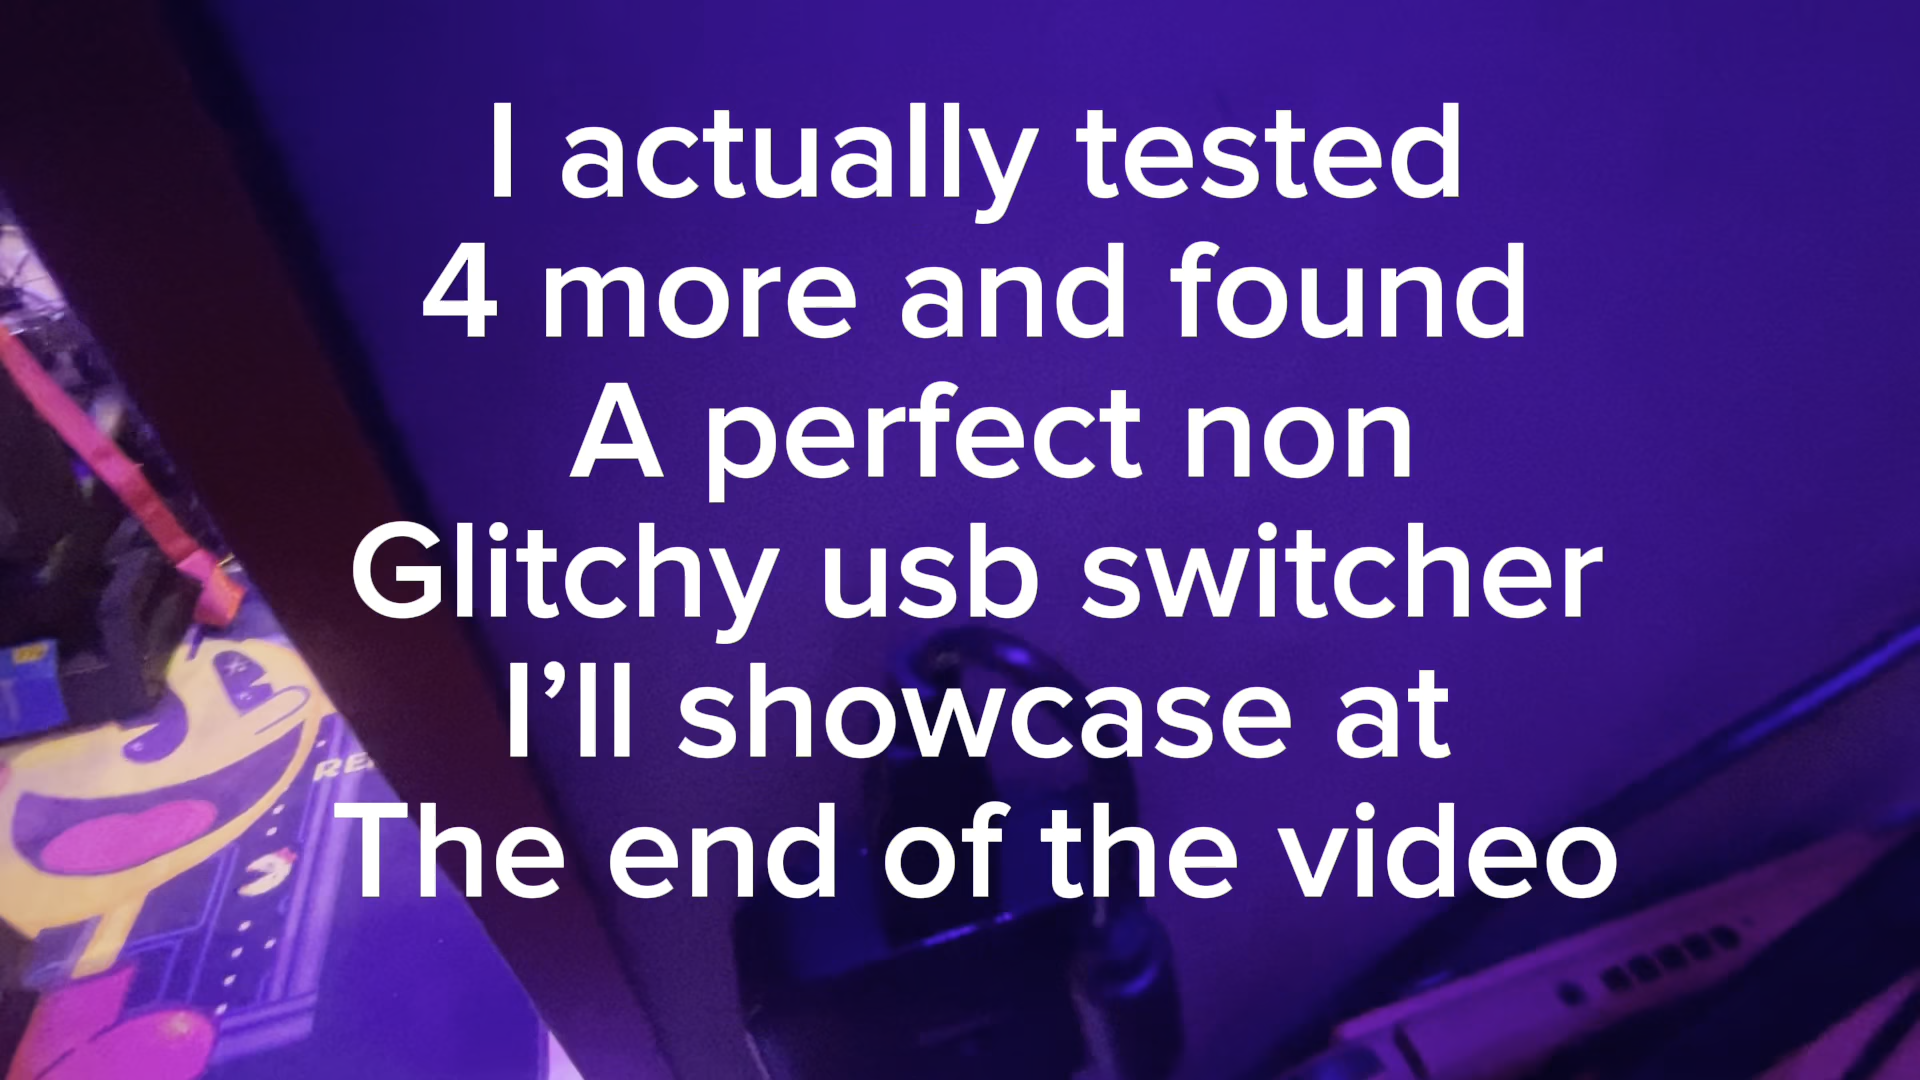 I actually tested
4 more and found
A perfect non
Glitchy usb switcher
I’ll showcase at
The end of the video